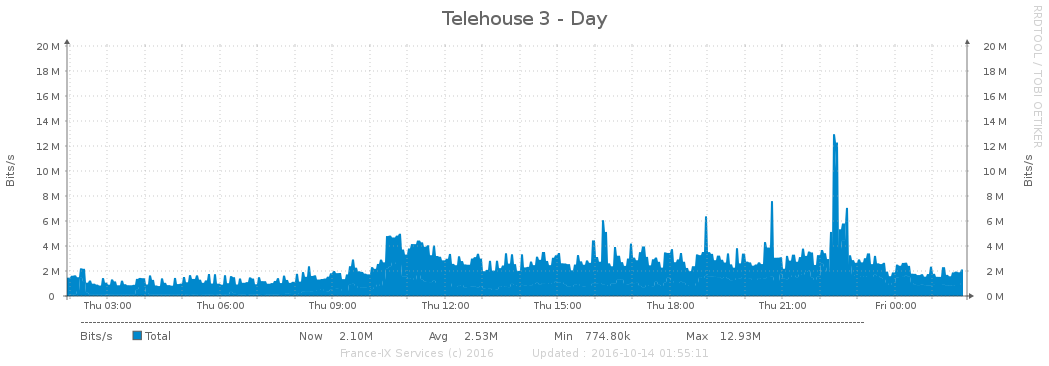 Telehouse 3 - Day
RRDTOOL / TOBI OETIKER
Bits/s
20 M 20 M
18 M 18 M
16 M 16 M
14 M 14 M
12 M 12 M
10 M 10 M
8 M 8 M
6 M 6 M
4 M 4 M
2 M 2 M
0 0 M
Bits/s
Thu 03:00 Thu 06:00 Thu 09:00 Thu 12:00 Thu 15:00 Thu 18:00 Thu 21:00 Fri 00:00
Bits/s Total Now 2.10M Avg 2.53M Min 774.80k Max 12.93M
France-IX Services (c) 2016 Updated : 2016-10-14 01:55:11